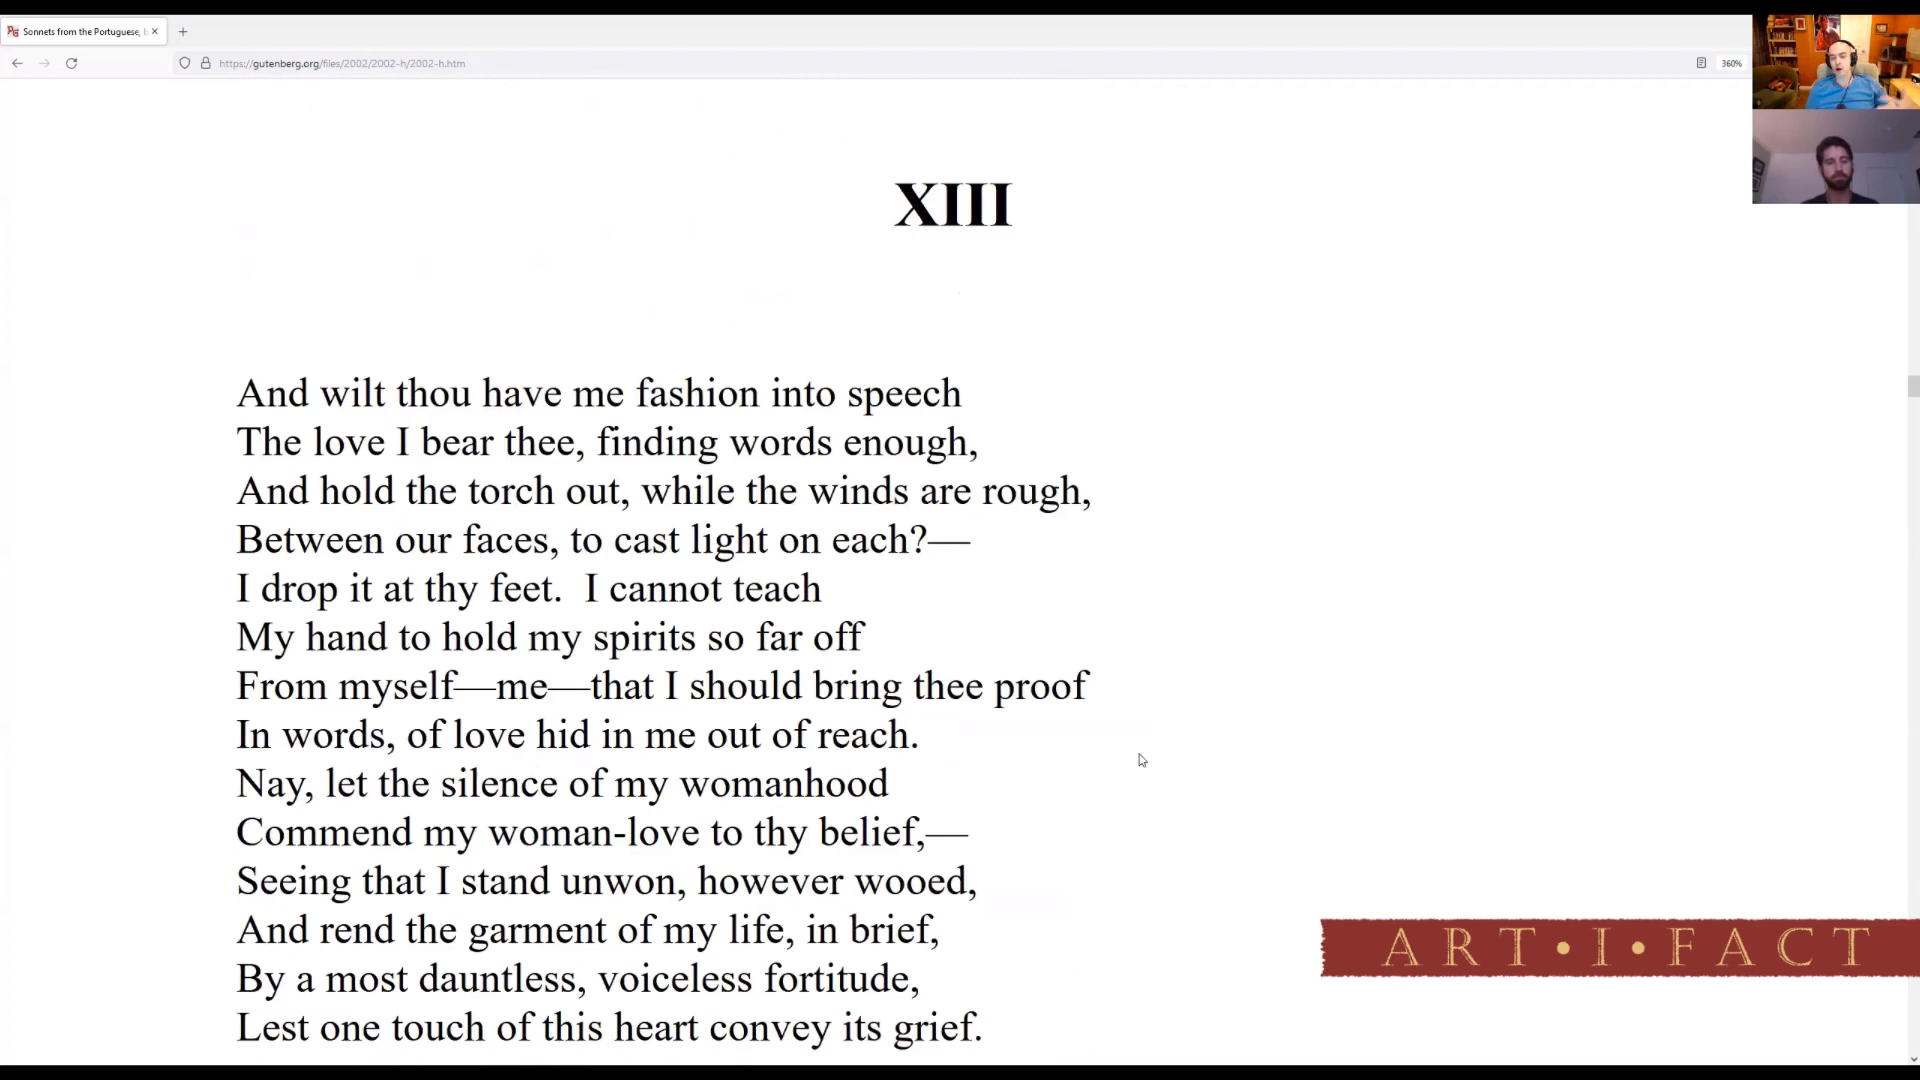 Sonnets from the Portuguese,
https://gutenberg.org/files/2002/2002-h/2002-h.htm
360%
XIII
And wilt thou have me fashion into speech
The love I bear thee, finding words enough,
And hold the torch out, while the winds are rough,
Between our faces, to cast light on each?—
I drop it at thy feet.  I cannot teach
My hand to hold my spirits so far off
From myself—me—that I should bring thee proof
In words, of love hid in me out of reach.
Nay, let the silence of my womanhood
Commend my woman-love to thy belief,—
Seeing that I stand unwon, however wooed,
And rend the garment of my life, in brief,
By a most dauntless, voiceless fortitude,
Lest one touch of this heart convey its grief.
ART•I•FACT